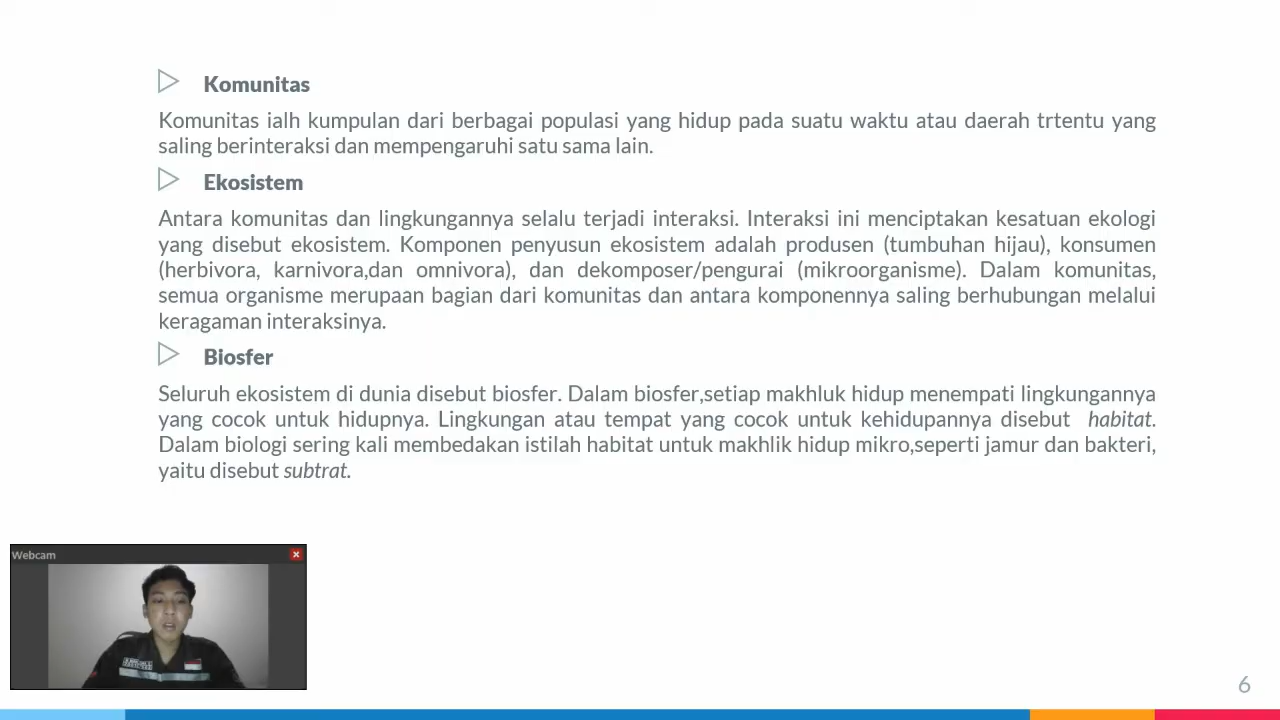 Komunitas
Komunitas ialh kumpulan dari berbagai populasi yang hidup pada suatu waktu atau daerah trtentu yang
saling berinteraksi dan mempengaruhi satu sama lain.
Ekosistem
Antara komunitas dan lingkungannya selalu terjadi interaksi. Interaksi ini menciptakan kesatuan ekologi
yang disebut ekosistem. Komponen penyusun ekosistem adalah produsen (tumbuhan hijau), konsumen
(herbivora, karnivora,dan omnivora), dan dekomposer/pengurai (mikroorganisme). Dalam komunitas,
semua organisme merupaan bagian dari komunitas dan antara komponennya saling berhubungan melalui
keragaman interaksinya.
Biosfer
Seluruh ekosistem di dunia disebut biosfer. Dalam biosfer,setiap makhluk hidup menempati lingkungannya
yang cocok untuk hidupnya. Lingkungan atau tempat yang cocok untuk kehidupannya disebut habitat.
Dalam biologi sering kali membedakan istilah habitat untuk makhlik hidup mikro,seperti jamur dan bakteri,
yaitu disebut subtrat.
Webcam
6